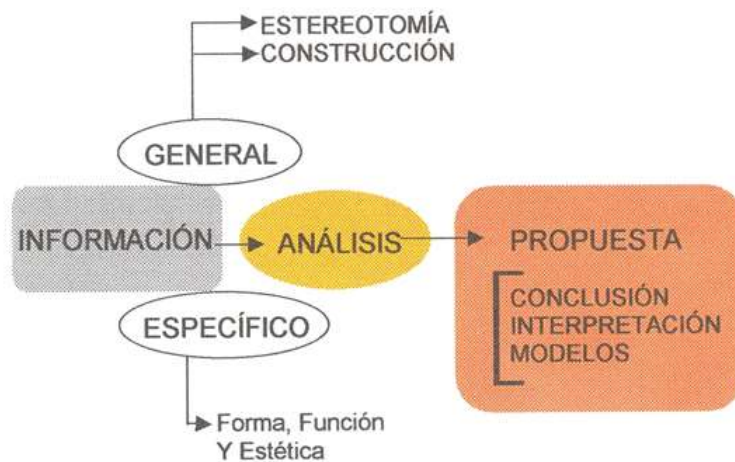 ESTEREOTOMÍA
CONSTRUCCIÓN
GENERAL
INFORMACIÓN
ANÁLISIS
PROPUESTA
CONCLUSIÓN
INTERPRETACIÓN
MODELOS
ESPECÍFICO
Forma, Función
Y Estética